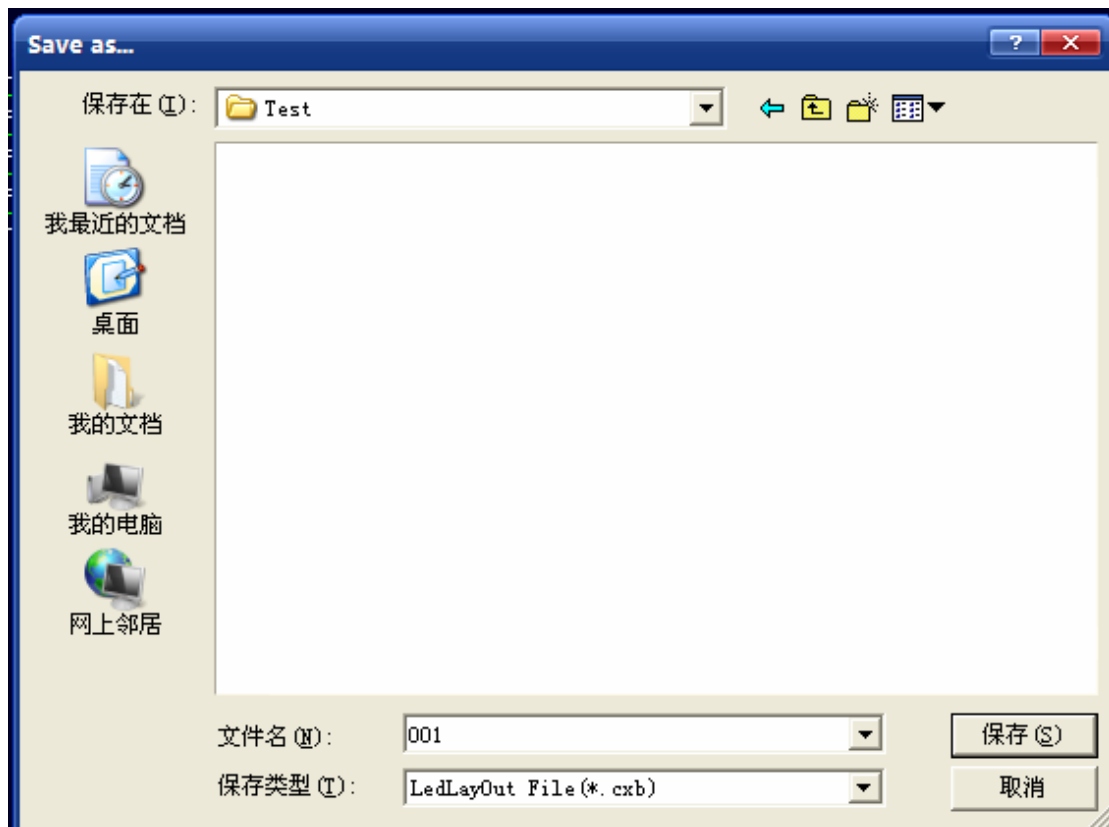 Save as...
保存在(I):
Test
我最近的文档
桌面
我的文档
我的电脑
网上邻居
文件名(N):
001
保存(S)
保存类型(T):
LedLayOut File(*.cxb)
取消